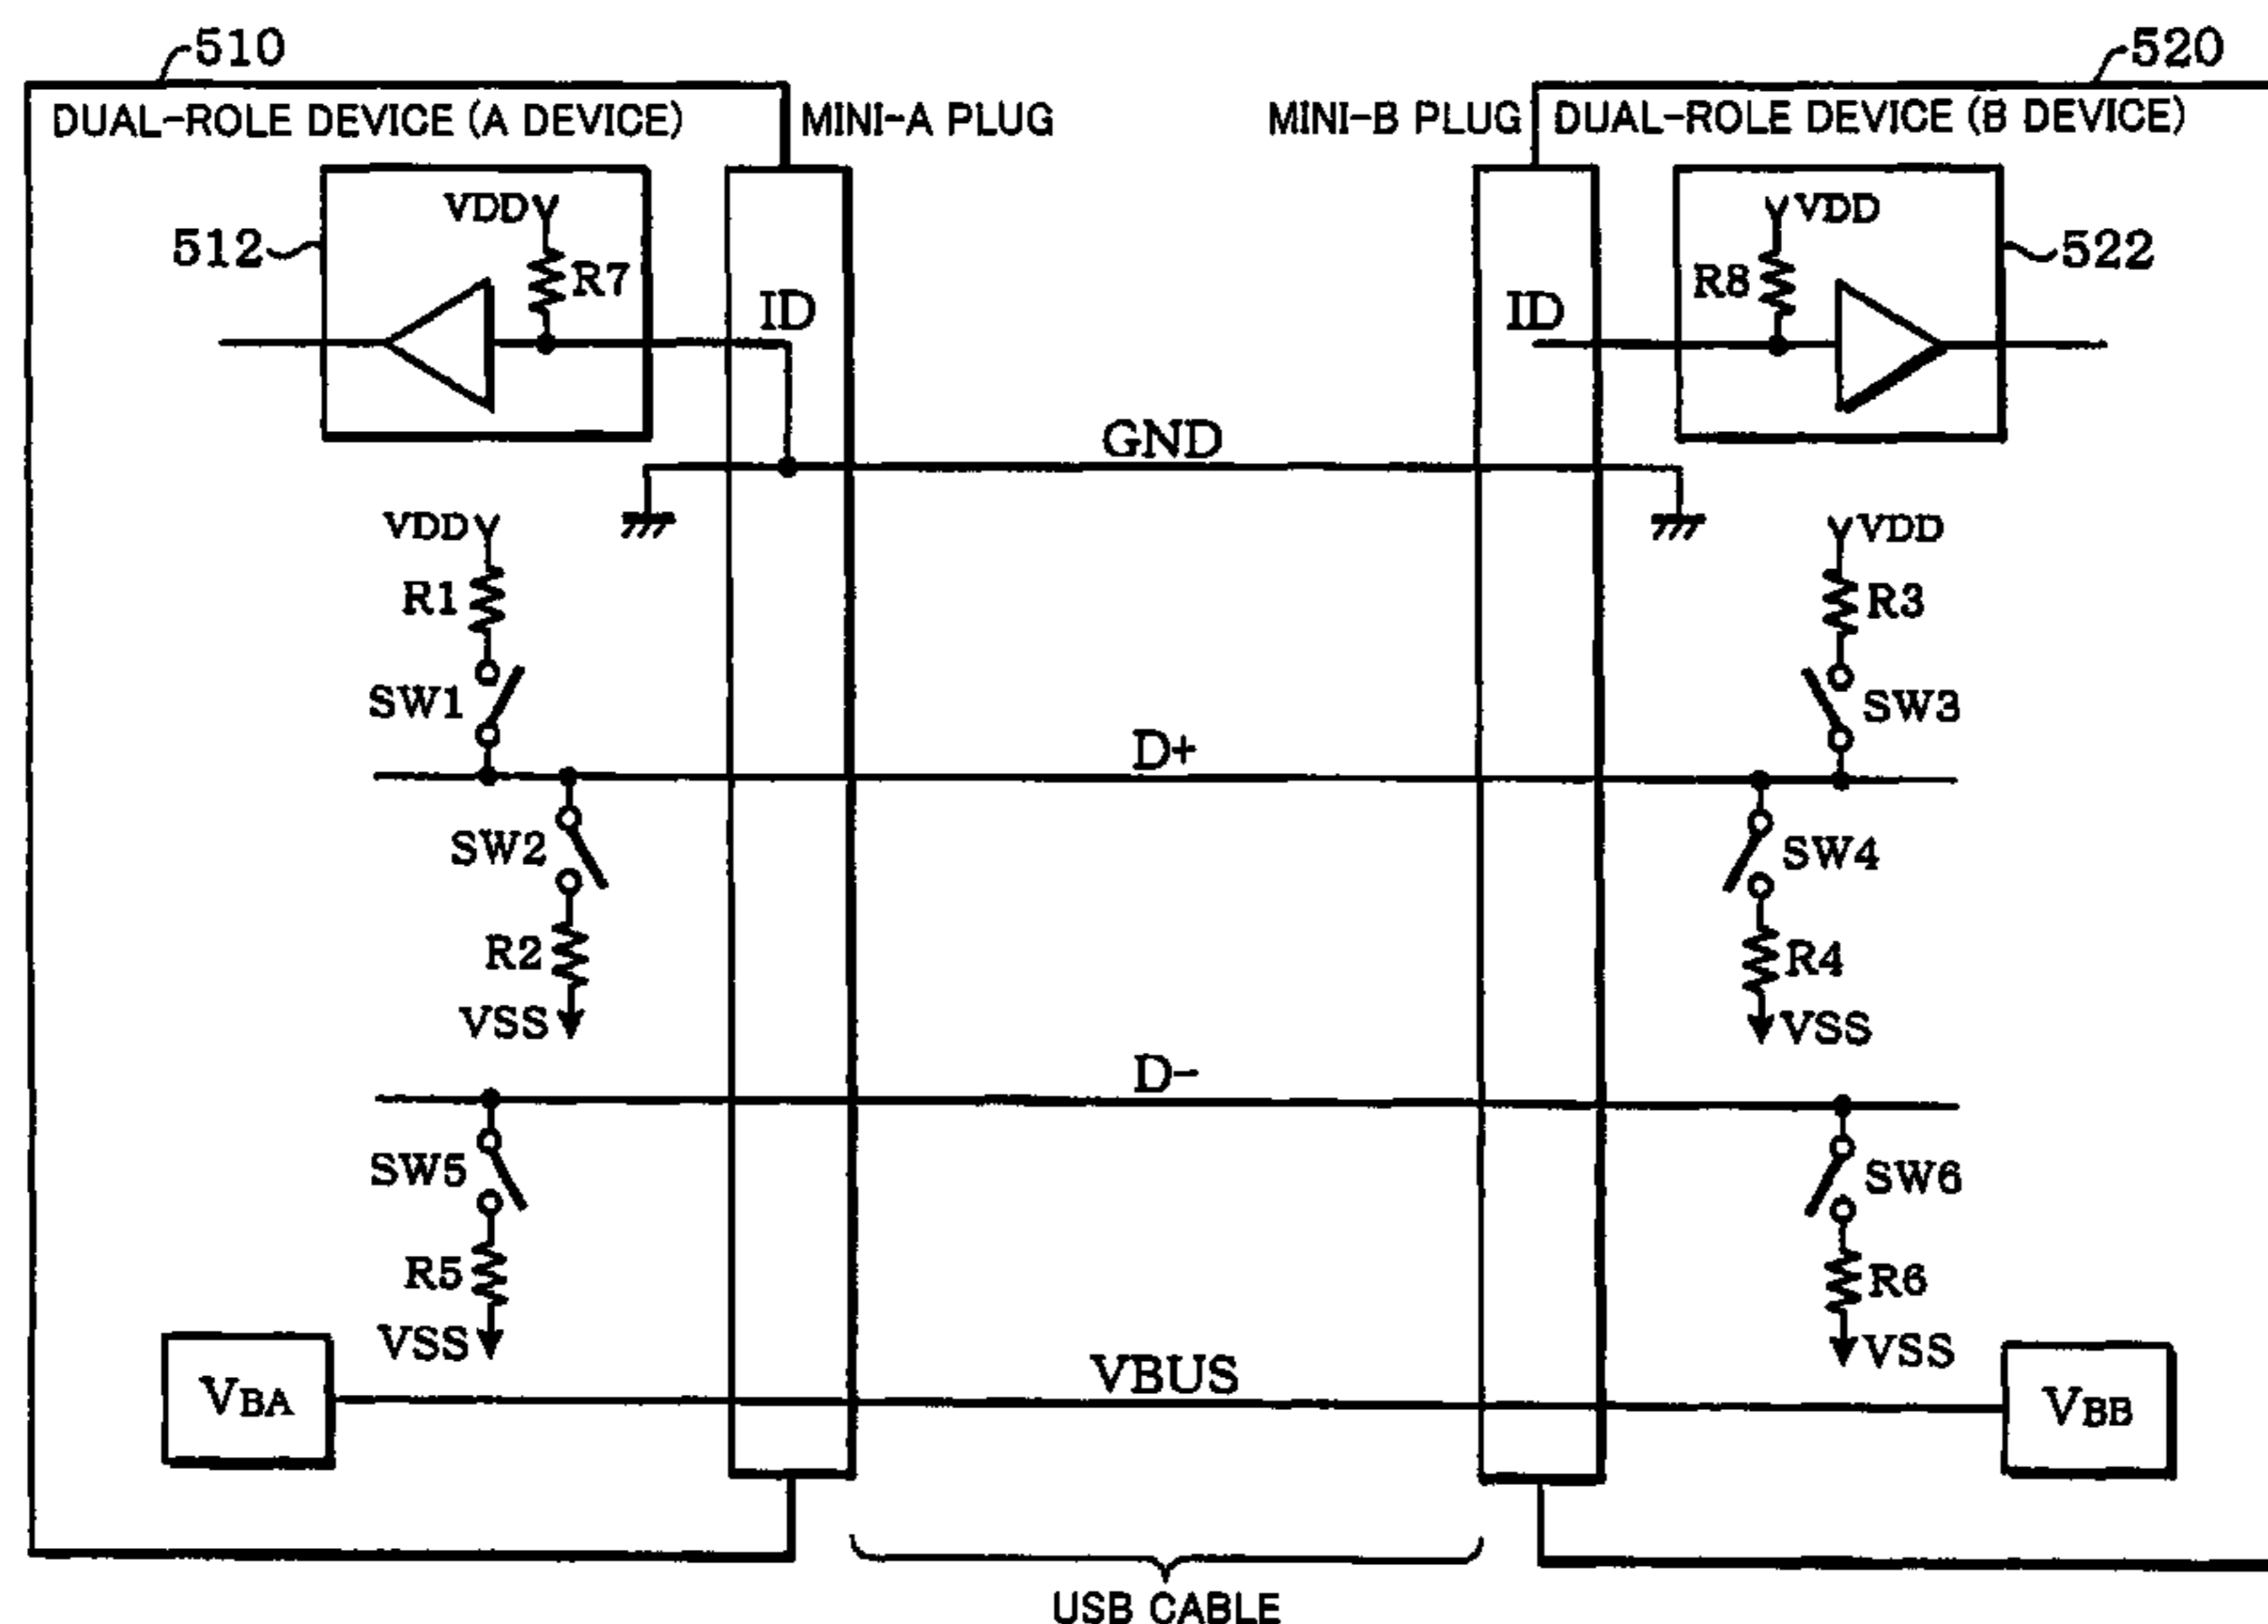 510
520
DUAL-ROLE DEVICE (A DEVICE)
MINI-A PLUG
MINI-B PLUG
DUAL-ROLE DEVICE (B DEVICE)
VDD
VDD
512
R7
R8
522
ID
ID
GND
VDD
VDD
R1
R3
SW1
SW3
D+
SW2
SW4
R2
R4
VSS
VSS
D-
SW5
SW6
R5
R6
VSS
VSS
VBA
VBUS
VBB
USB CABLE